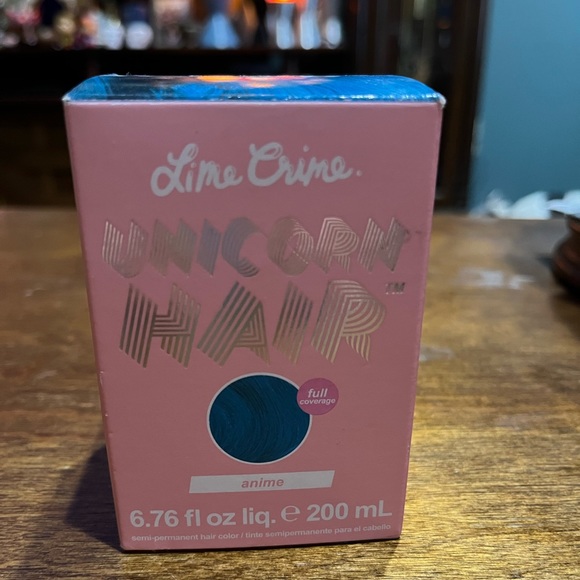 Lime Crime.
UNICORN
HAIR™
full
coverage
anime
6.76 fl oz liq. ℮ 200 mL
semi-permanent hair color / tinte semipermanente para el cabello